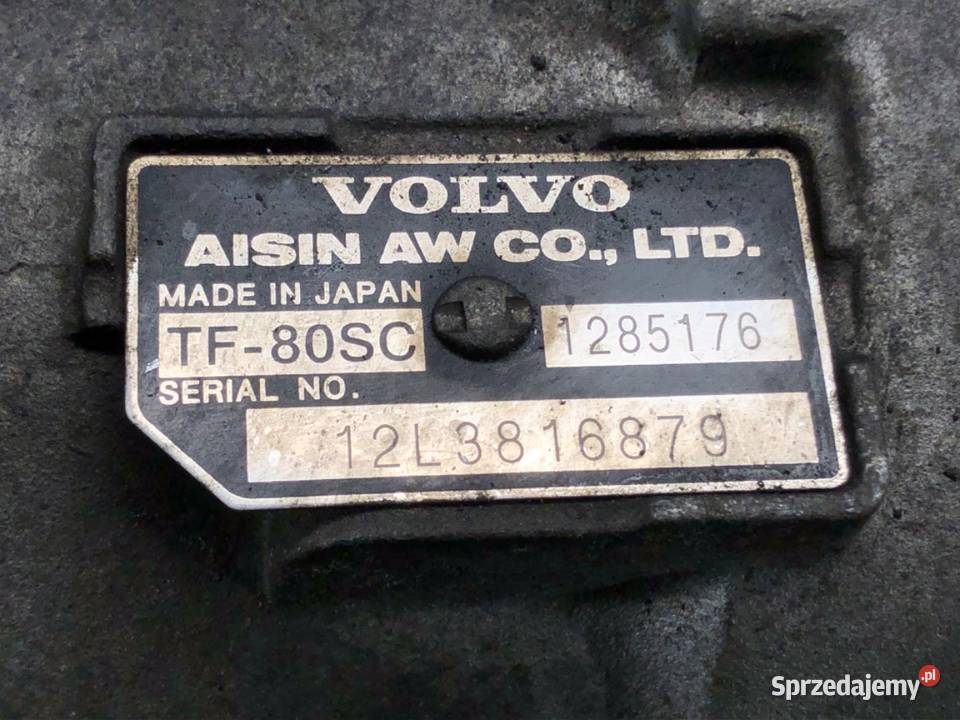 VOLVO
AISIN AW CO., LTD.
MADE IN JAPAN
TF-80SC 1285176
SERIAL NO.
12L3816879
Sprzedajemy.pl